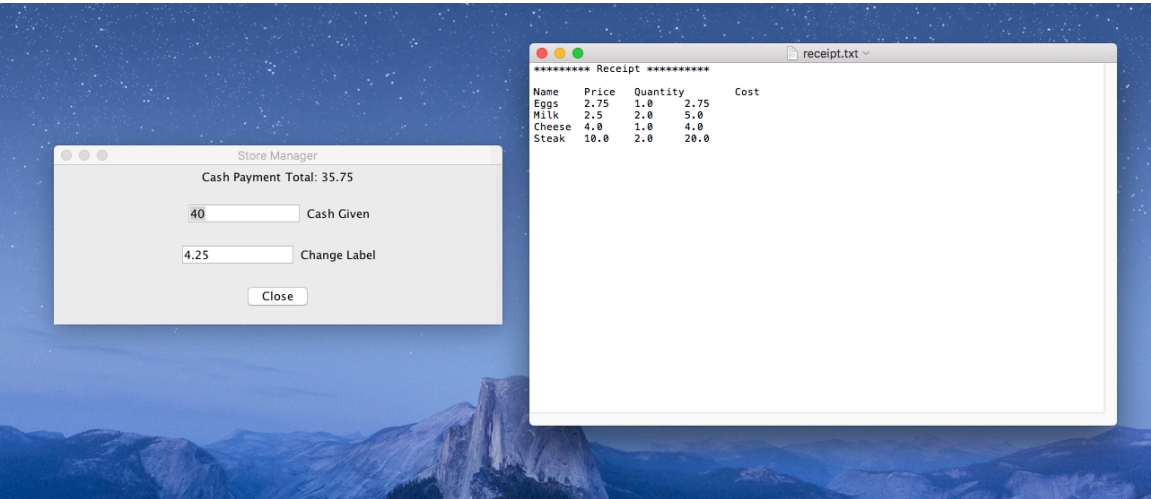 Store Manager
Cash Payment Total: 35.75
40 Cash Given
4.25 Change Label
Close
receipt.txt
********* Receipt **********
Name Price Quantity Cost
Eggs 2.75 1.0 2.75
Milk 2.5 2.0 5.0
Cheese 4.0 1.0 4.0
Steak 10.0 2.0 20.0